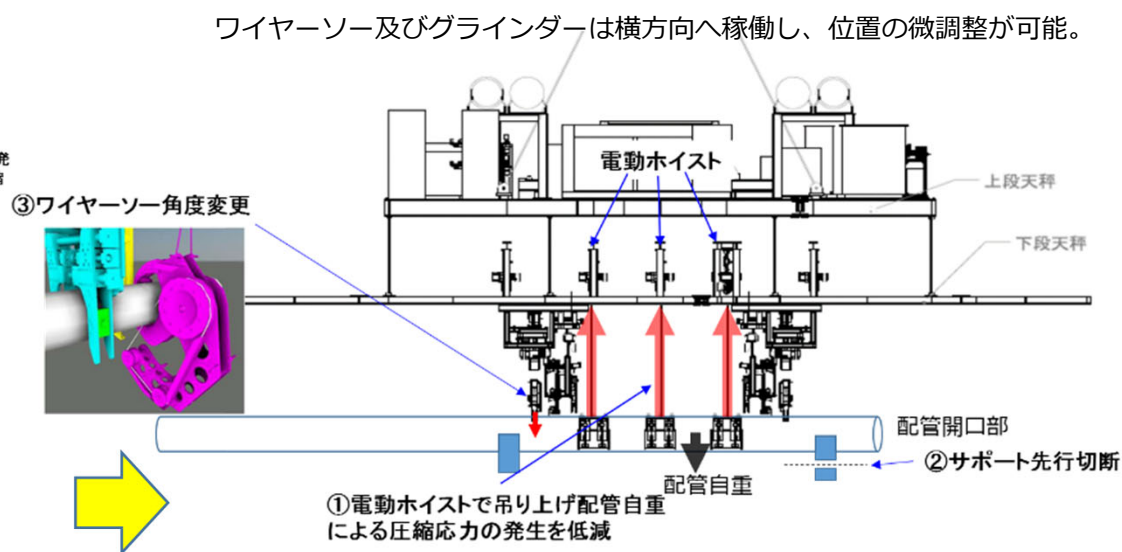 ワイヤーソー及びグラインダーは横方向へ稼働し、位置の微調整が可能。
発
電動ホイスト
上段天秤
③ワイヤーソー角度変更
下段天秤
配管開口部
②サポート先行切断
配管自重
①電動ホイストで吊り上げ配管自重
による圧縮応力の発生を低減